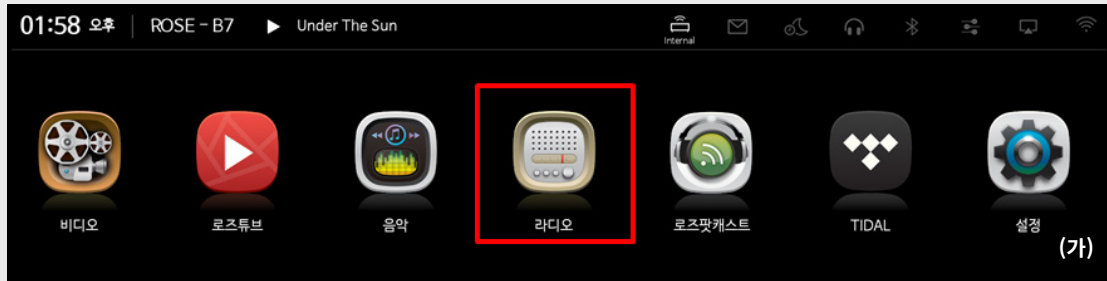 01:58 오후 ROSE - B7 Under The Sun
Internal
비디오 로즈튜브 음악 라디오 로즈팟캐스트 TIDAL 설정
(가)